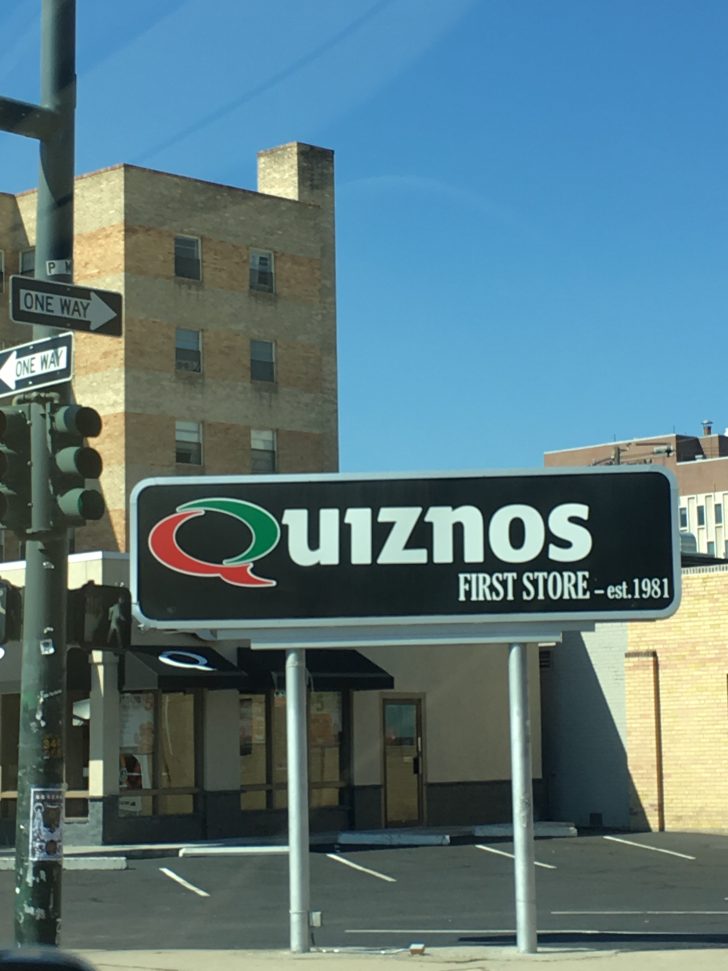 P
ONE WAY
ONE WAY
QUIZNOS
FIRST STORE – est.1981